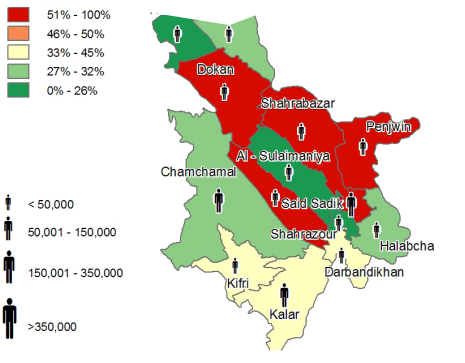 51% - 100%
46% - 50%
33% - 45%
27% - 32%
0% - 26%
Dokan
Shahrabazar
Penjwin
Al - Sulaimaniya
Chamchamal
Said Sadik
Shahrazour
Halabcha
Darbandikhan
Kifri
Kalar
< 50,000
50,001 - 150,000
150,001 - 350,000
>350,000